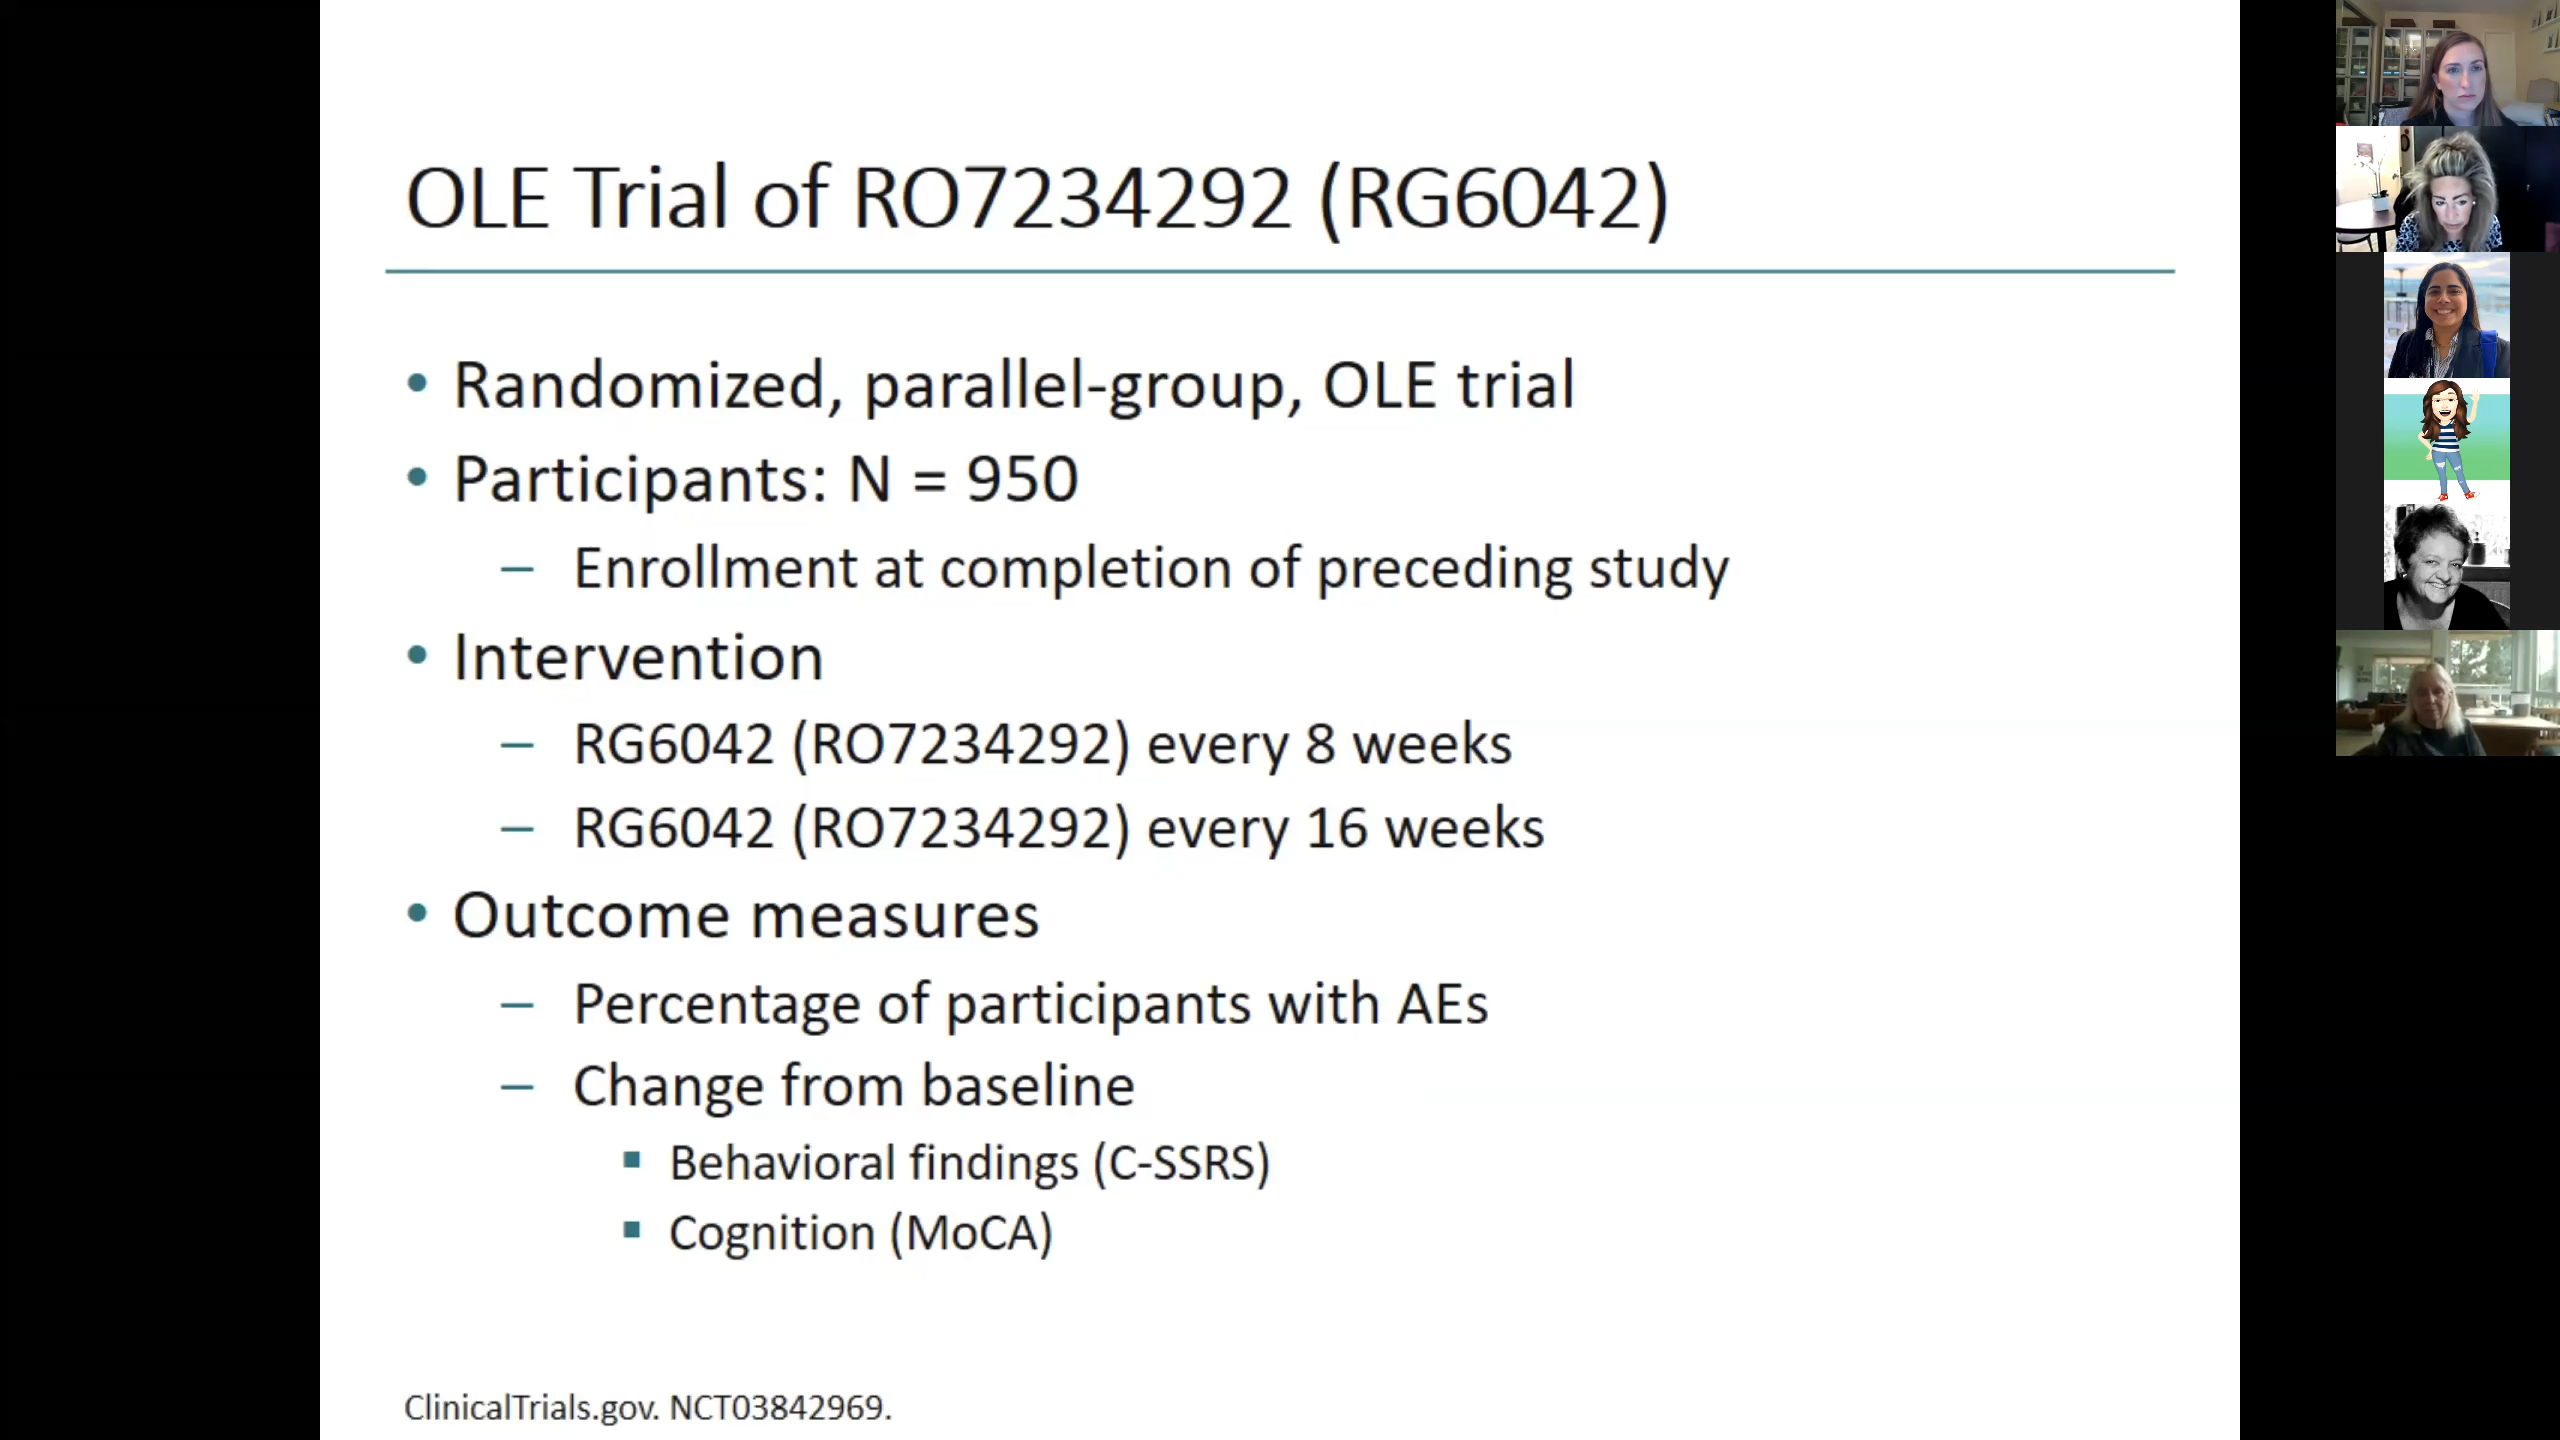 OLE Trial of RO7234292 (RG6042)
• Randomized, parallel-group, OLE trial
• Participants: N = 950
– Enrollment at completion of preceding study
• Intervention
– RG6042 (RO7234292) every 8 weeks
– RG6042 (RO7234292) every 16 weeks
• Outcome measures
– Percentage of participants with AEs
– Change from baseline
▪ Behavioral findings (C-SSRS)
▪ Cognition (MoCA)
ClinicalTrials.gov. NCT03842969.